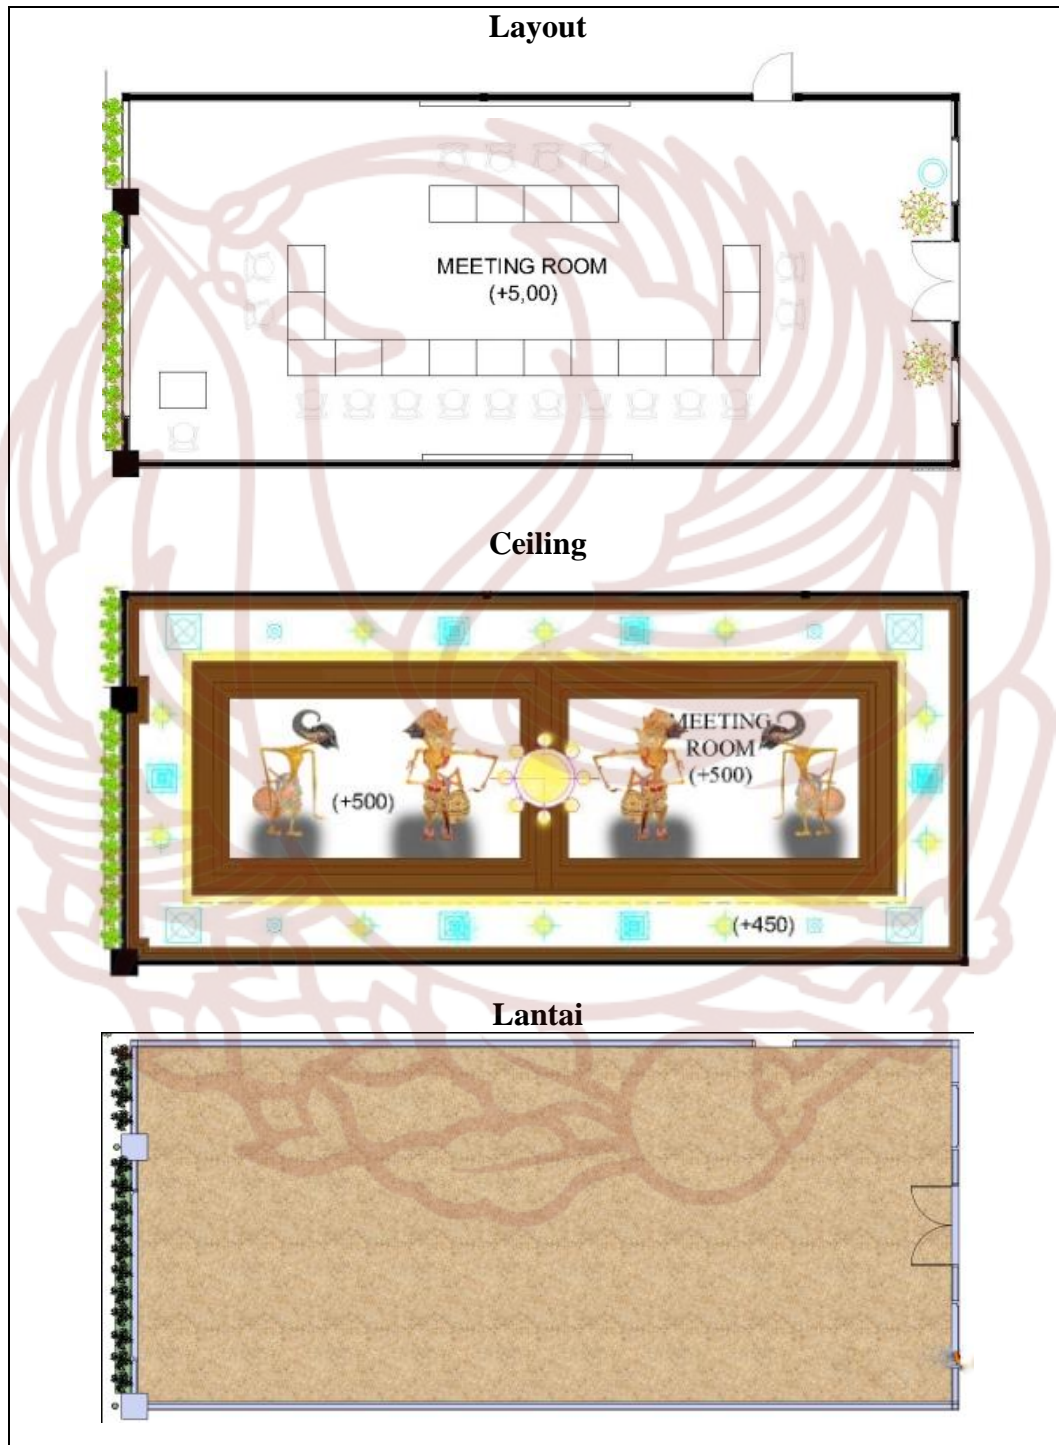 Layout
MEETING ROOM
(+5,00)
Ceiling
MEETING
ROOM
(+500)
(+500)
(+450)
Lantai